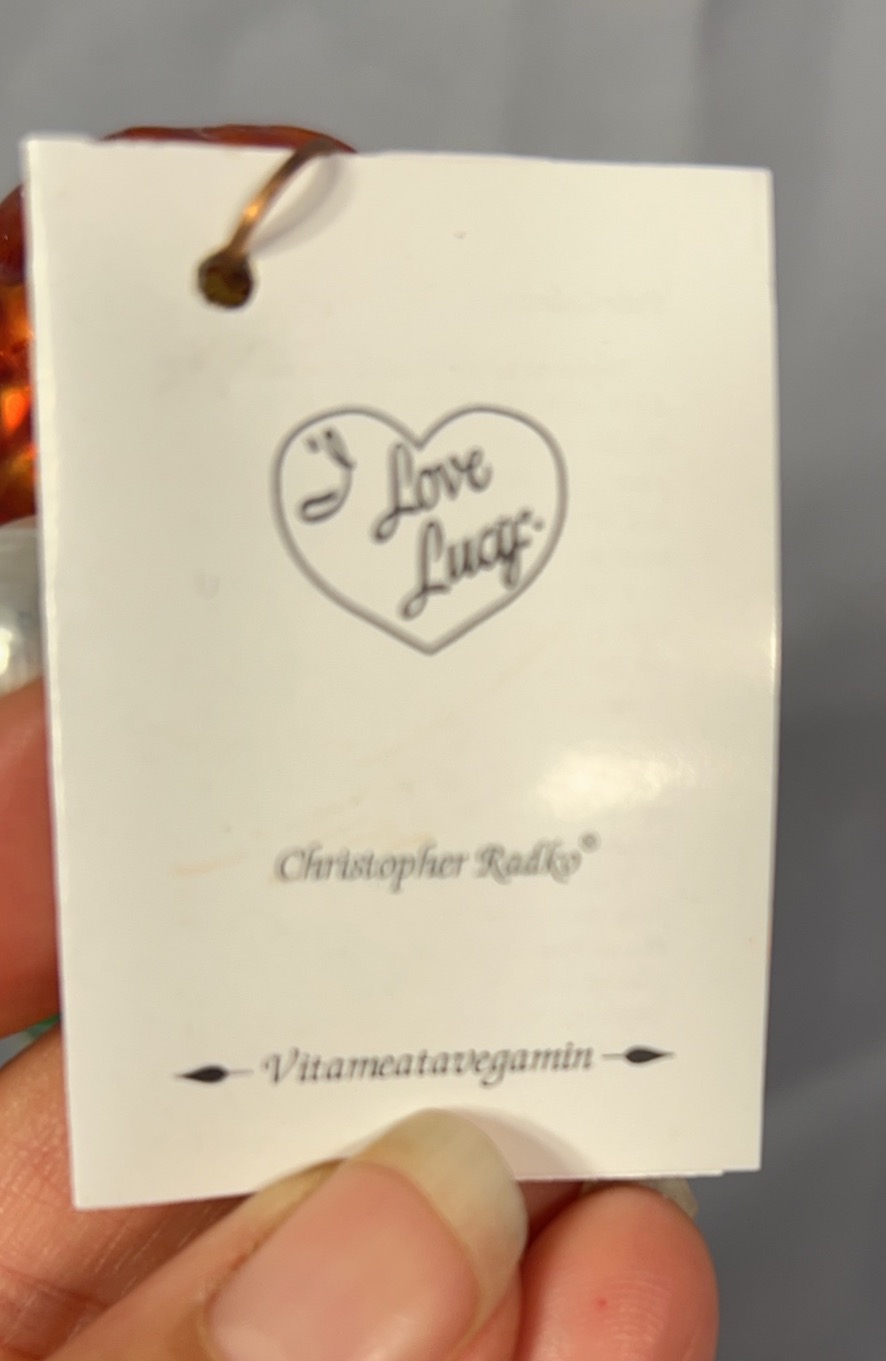 I Love
Lucy
Christopher Radko®
Vitameatavegamin